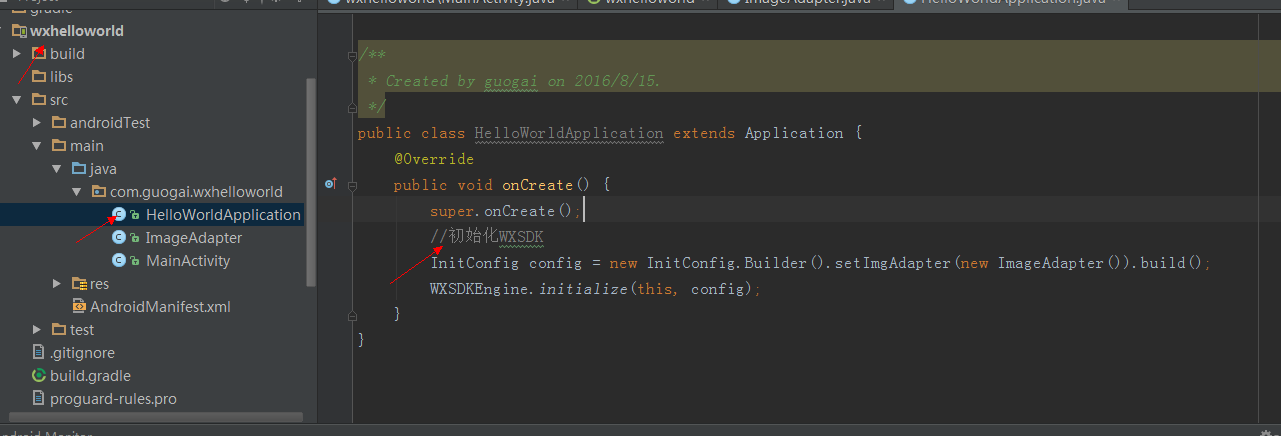 wxhelloworld
build
libs
src
androidTest
main
java
com.guogai.wxhelloworld
HelloWorldApplication
ImageAdapter
MainActivity
res
AndroidManifest.xml
test
.gitignore
build.gradle
proguard-rules.pro
wxhelloworld\MainActivity.java
wxhelloworld
ImageAdapter.java
HelloWorldApplication.java
/**
* Created by guogai on 2016/8/15.
*/
public class HelloWorldApplication extends Application {
@Override
public void onCreate() {
super.onCreate();
//初始化WXSDK
InitConfig config = new InitConfig.Builder().setImgAdapter(new ImageAdapter()).build();
WXSDKEngine.initialize(this, config);
}
}